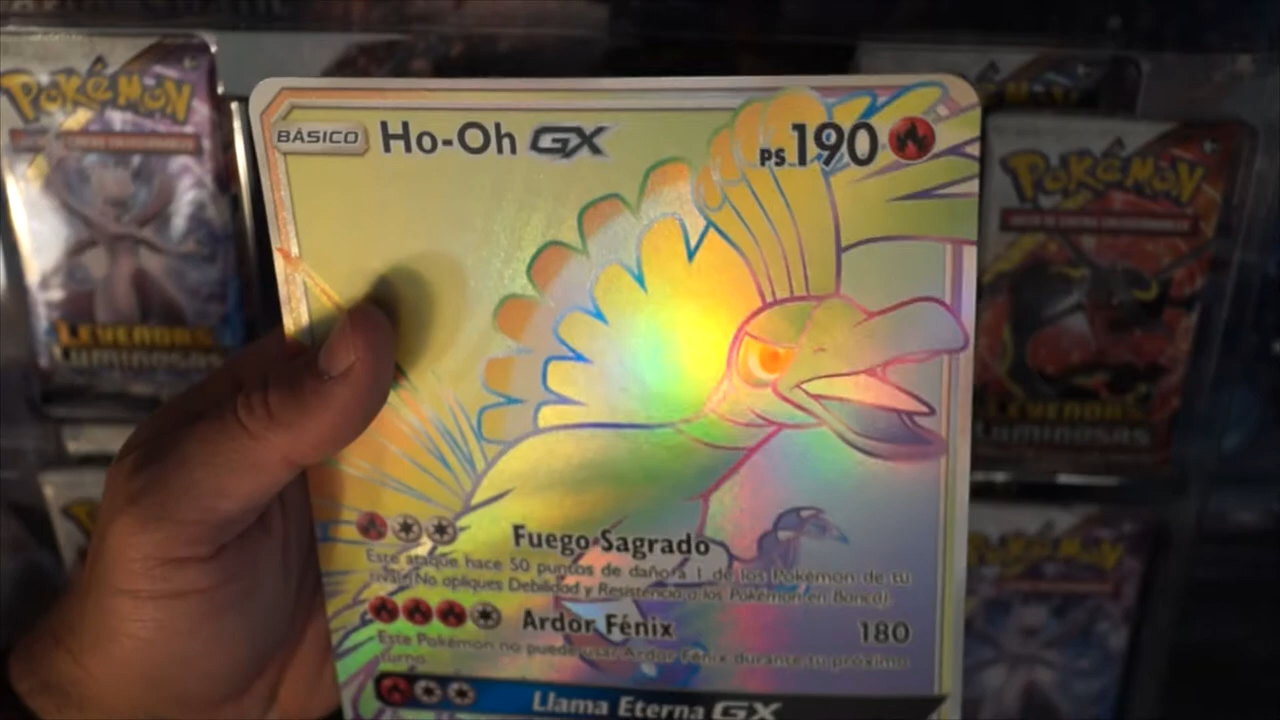 BÁSICO Ho-Oh GX PS 190
Fuego Sagrado
Este ataque hace 50 puntos de daño a 1 de los Pokémon de tu
rival. (No apliques Debilidad y Resistencia a los Pokémon en Banca).
Ardor Fénix 180
Este Pokémon no puede usar Ardor Fénix durante tu próximo
turno.
Llama Eterna GX
Pokémon
LEYENDAS
Luminosas
Pokémon
LEYENDAS
Luminosas
Pokémon